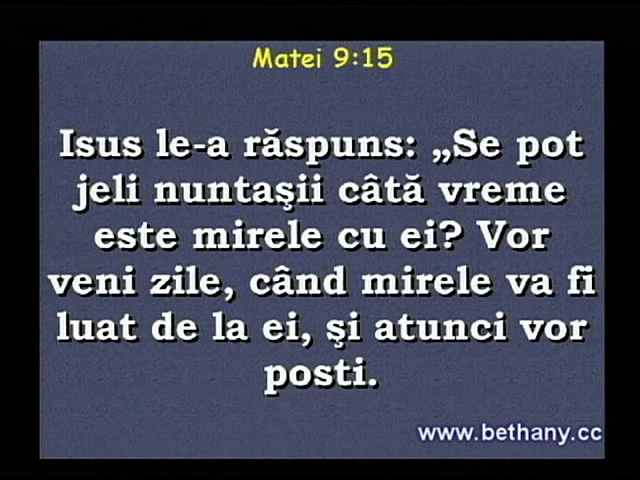 Matei 9:15
Isus le-a răspuns: „Se pot
jeli nuntaşii câtă vreme
este mirele cu ei? Vor
veni zile, când mirele va fi
luat de la ei, şi atunci vor
posti.
www.bethany.cc